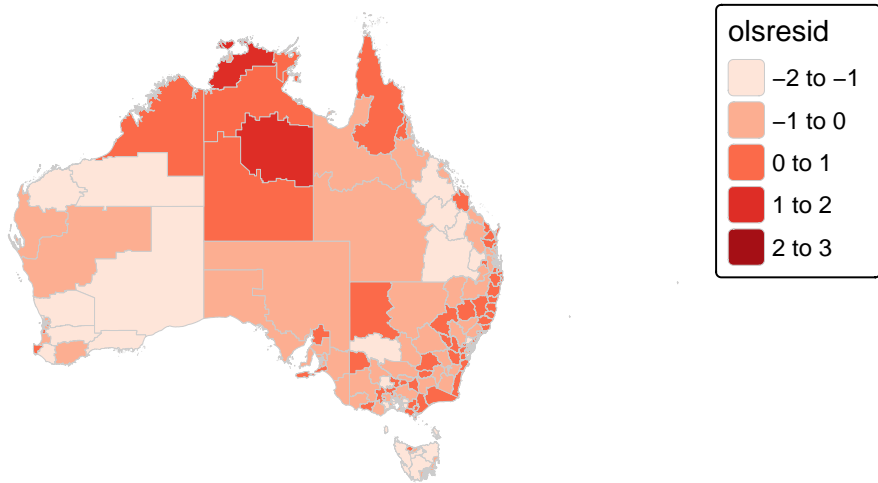 olsresid
−2 to −1
−1 to 0
0 to 1
1 to 2
2 to 3